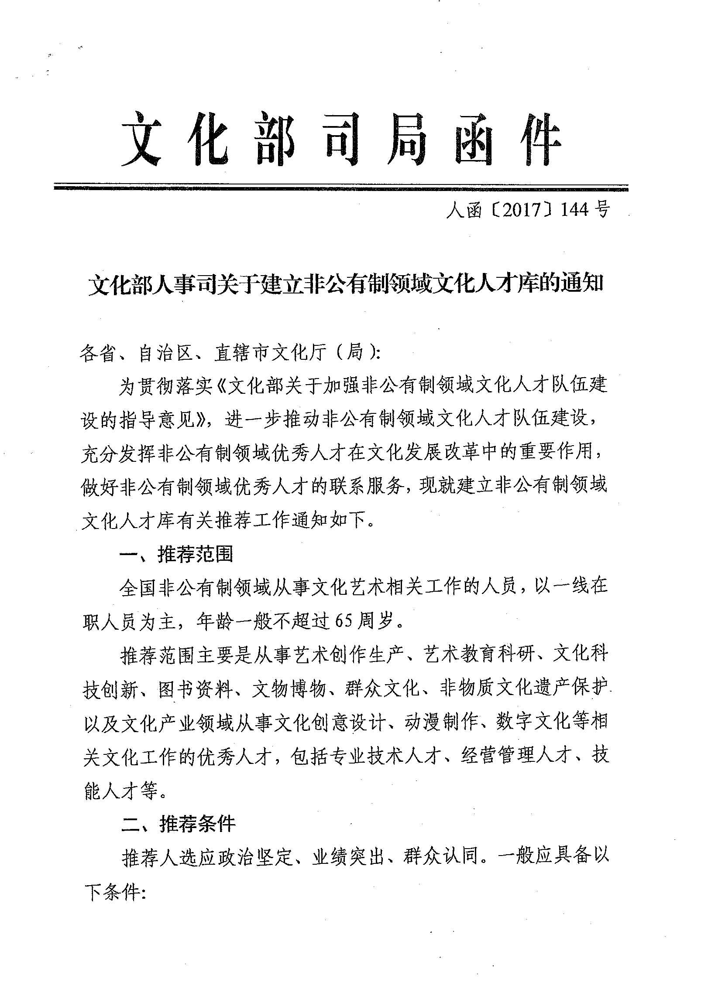 文化部司局函件
人函〔2017〕144号
文化部人事司关于建立非公有制领域文化人才库的通知
各省、自治区、直辖市文化厅（局）：
为贯彻落实《文化部关于加强非公有制领域文化人才队伍建
设的指导意见》，进一步推动非公有制领域文化人才队伍建设，
充分发挥非公有制领域优秀人才在文化发展改革中的重要作用，
做好非公有制领域优秀人才的联系服务，现就建立非公有制领域
文化人才库有关推荐工作通知如下。
一、推荐范围
全国非公有制领域从事文化艺术相关工作的人员，以一线在
职人员为主，年龄一般不超过65周岁。
推荐范围主要是从事艺术创作生产、艺术教育科研、文化科
技创新、图书资料、文物博物、群众文化、非物质文化遗产保护
以及文化产业领域从事文化创意设计、动漫制作、数字文化等相
关文化工作的优秀人才，包括专业技术人才、经营管理人才、技
能人才等。
二、推荐条件
推荐人选应政治坚定、业绩突出、群众认同。一般应具备以
下条件：